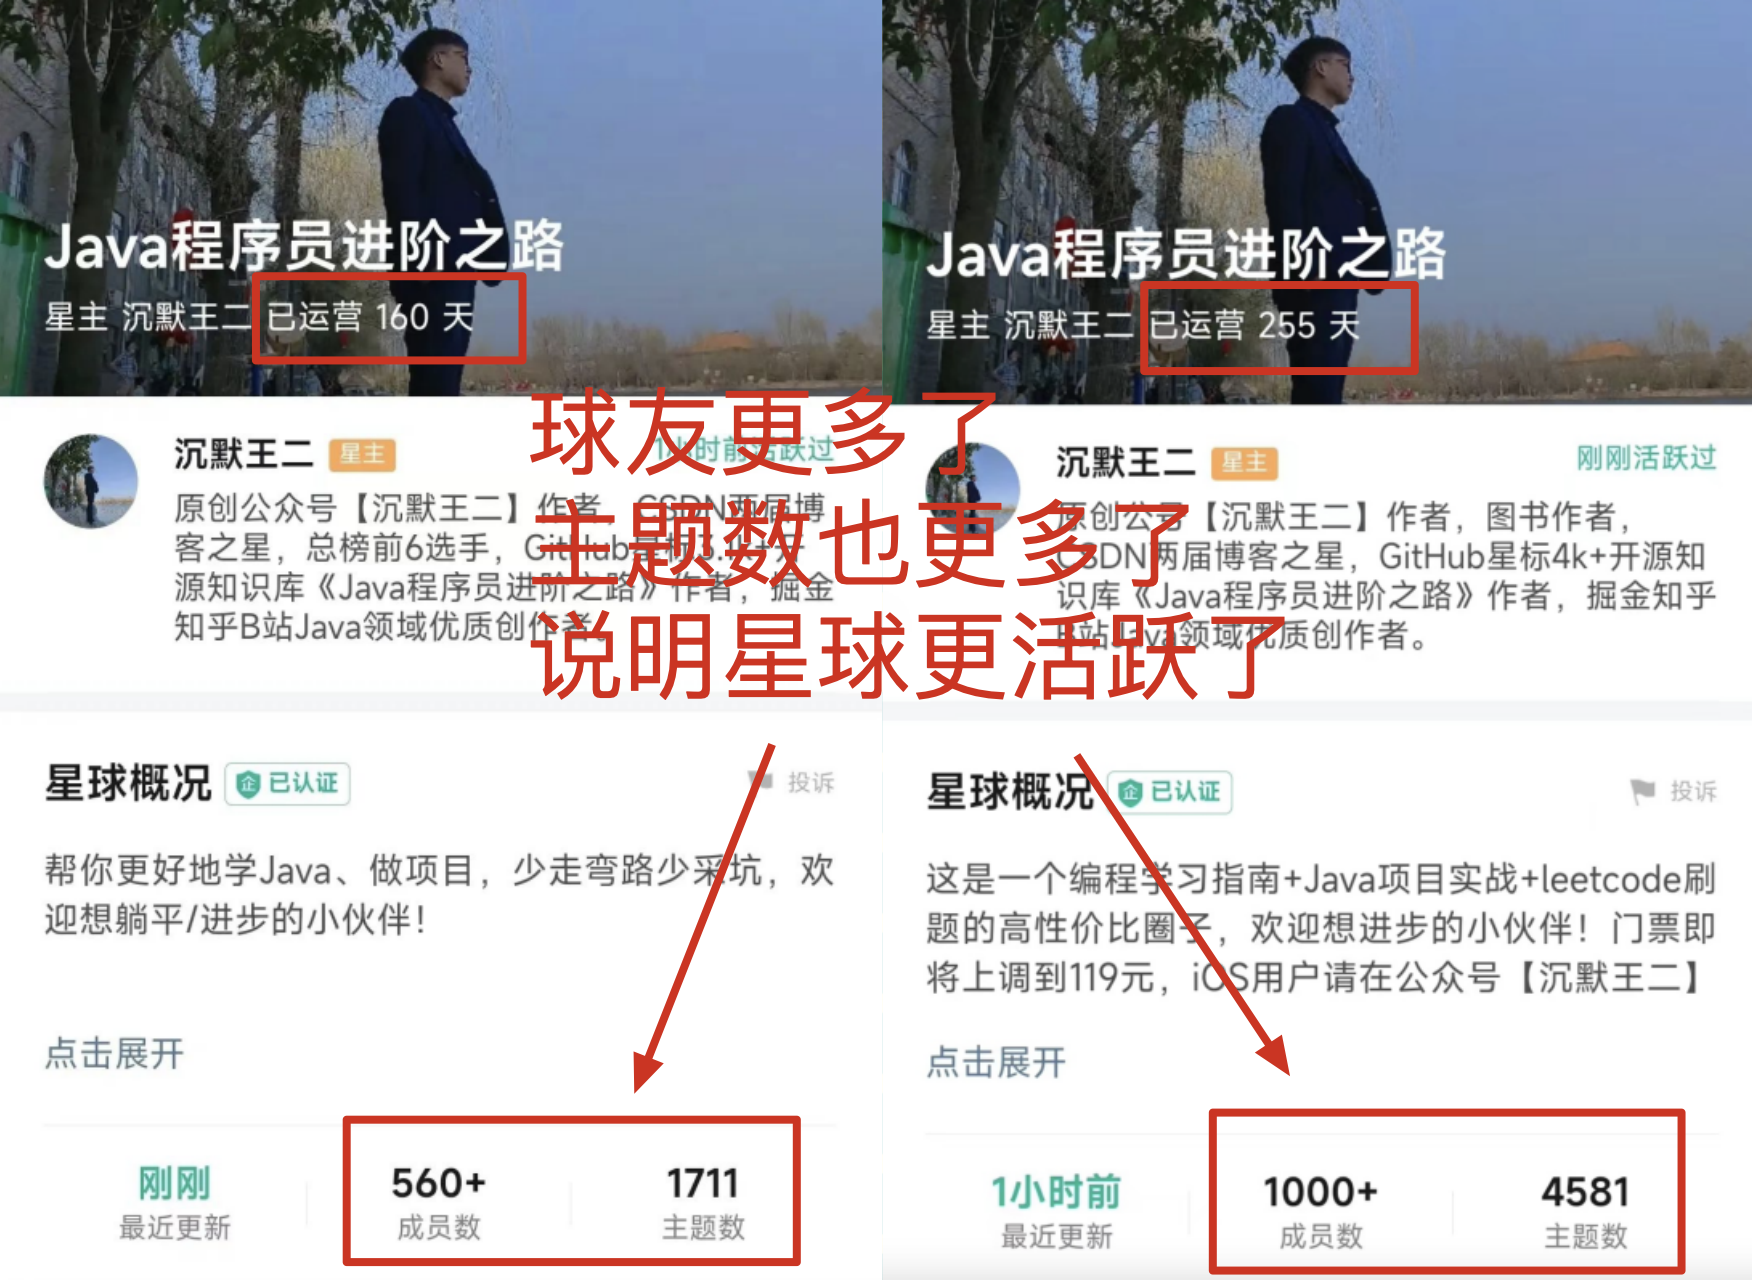 Java程序员进阶之路
星主 沉默王二 已运营 160 天
沉默王二 星主 1小时前活跃过
原创公众号【沉默王二】作者，CSDN两届博
客之星，总榜前6选手，GitHub星标3.1k+开
源知识库《Java程序员进阶之路》作者，掘金
知乎B站Java领域优质创作者。
星球概况 企 已认证 投诉
帮你更好地学Java、做项目，少走弯路少采坑，欢
迎想躺平/进步的小伙伴！
点击展开
刚刚 560+ 1711
最近更新 成员数 主题数
Java程序员进阶之路
星主 沉默王二 已运营 255 天
沉默王二 星主 刚刚活跃过
原创公众号【沉默王二】作者，图书作者，
CSDN两届博客之星，GitHub星标4k+开源知
识库《Java程序员进阶之路》作者，掘金知乎
B站Java领域优质创作者。
星球概况 企 已认证 投诉
这是一个编程学习指南+Java项目实战+leetcode刷
题的高性价比圈子，欢迎想进步的小伙伴！门票即
将上调到119元，iOS用户请在公众号【沉默王二】
点击展开
1小时前 1000+ 4581
最近更新 成员数 主题数
球友更多了
主题数也更多了
说明星球更活跃了